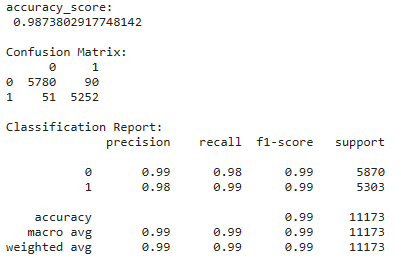 accuracy_score:
0.9873802917748142
Confusion Matrix:
0 1
0 5780 90
1 51 5252
Classification Report:
precision recall f1-score support
0 0.99 0.98 0.99 5870
1 0.98 0.99 0.99 5303
accuracy 0.99 11173
macro avg 0.99 0.99 0.99 11173
weighted avg 0.99 0.99 0.99 11173